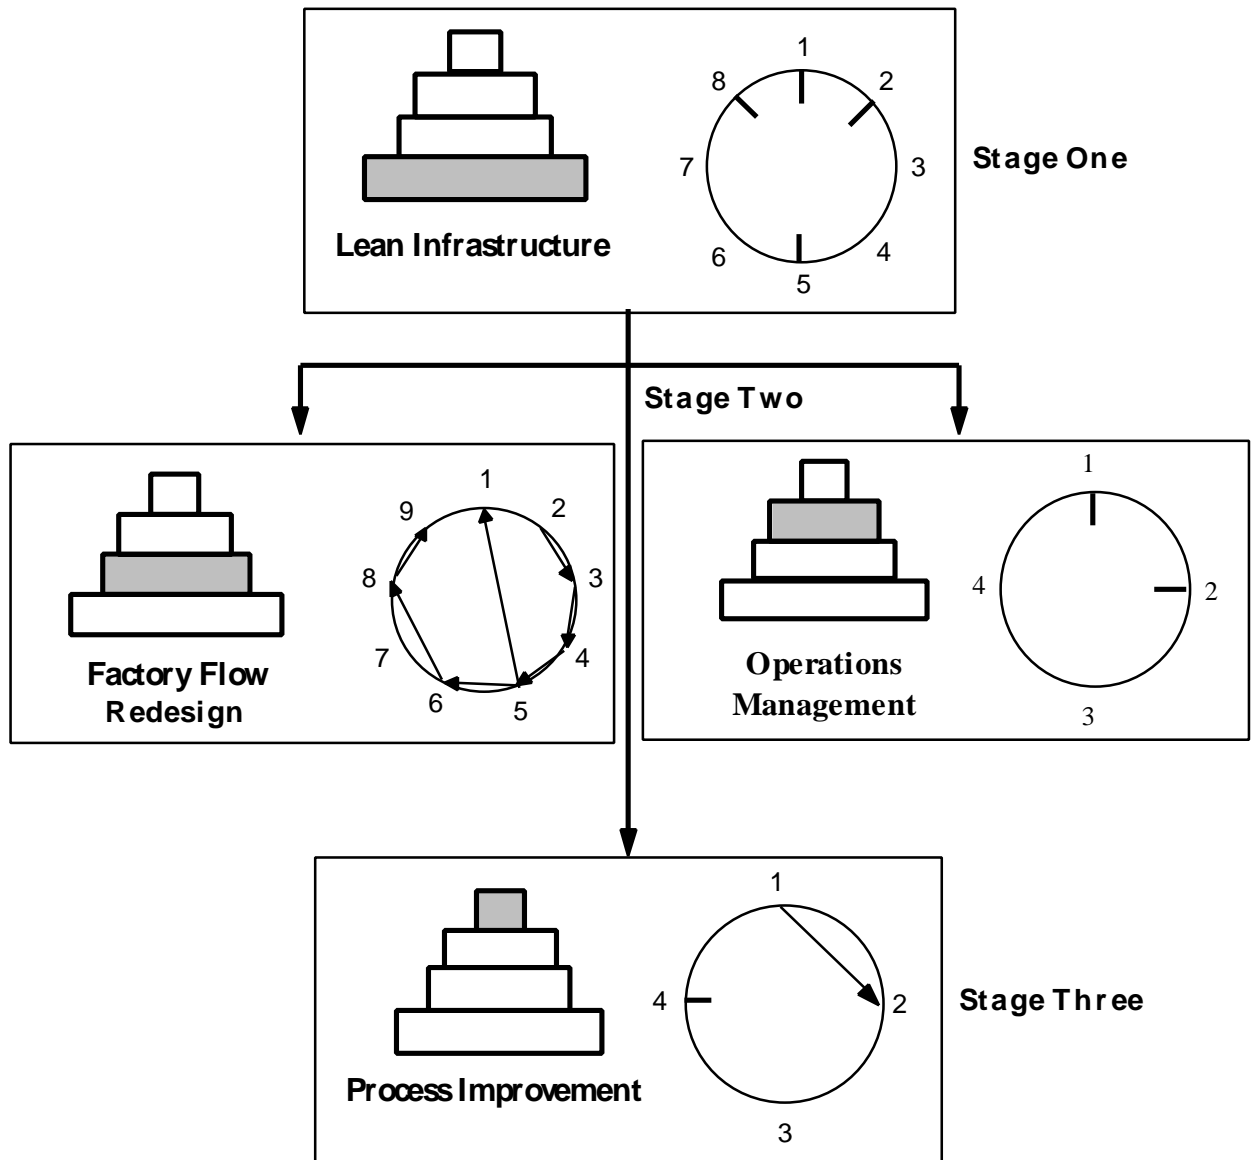 1
8 2
7 3
6 4
5
Lean Infrastructure
Stage One
Stage Two
1
9 2
8 3
7 4
6 5
Factory Flow
Redesign
1
4 2
3
Operations
Management
1
4 2
3
Process Improvement
Stage Three